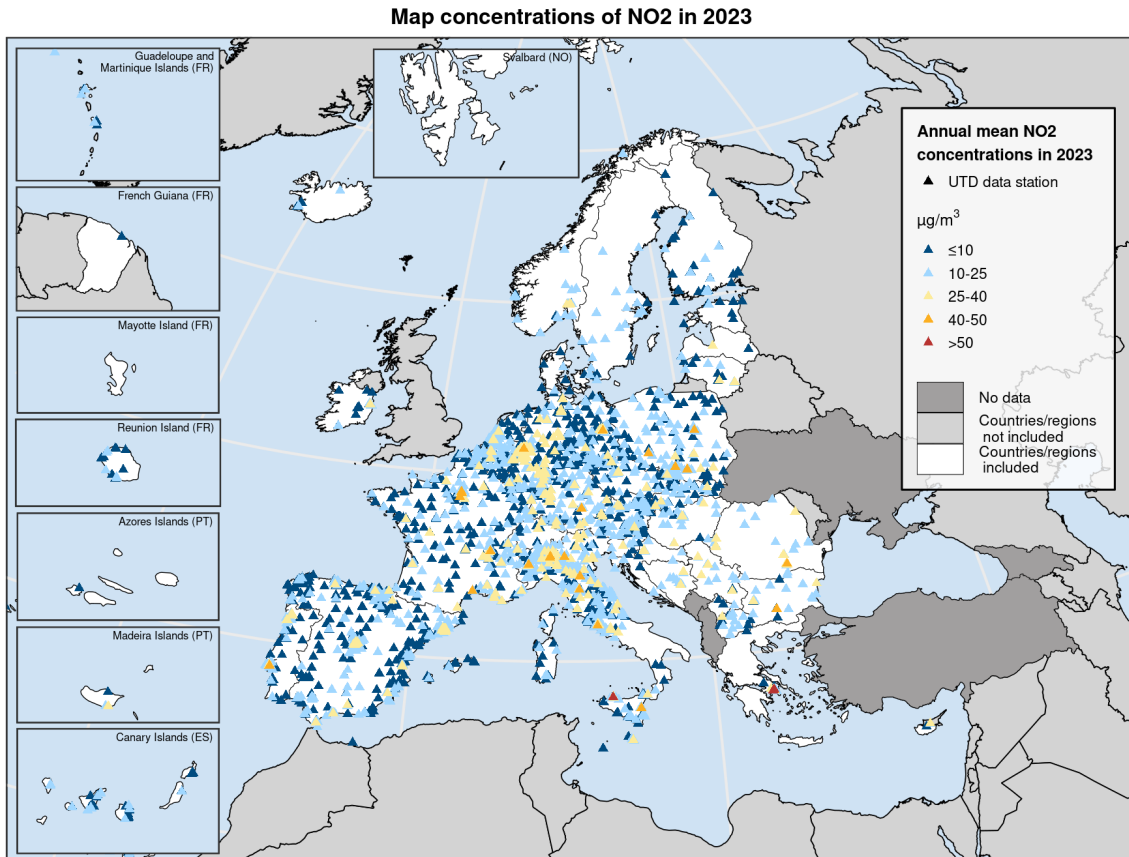 Map concentrations of NO2 in 2023
Guadeloupe and
Martinique Islands (FR)
Svalbard (NO)
French Guiana (FR)
Mayotte Island (FR)
Reunion Island (FR)
Azores Islands (PT)
Madeira Islands (PT)
Canary Islands (ES)
Annual mean NO2
concentrations in 2023
UTD data station
µg/m³
≤10
10-25
25-40
40-50
>50
No data
Countries/regions
not included
Countries/regions
included